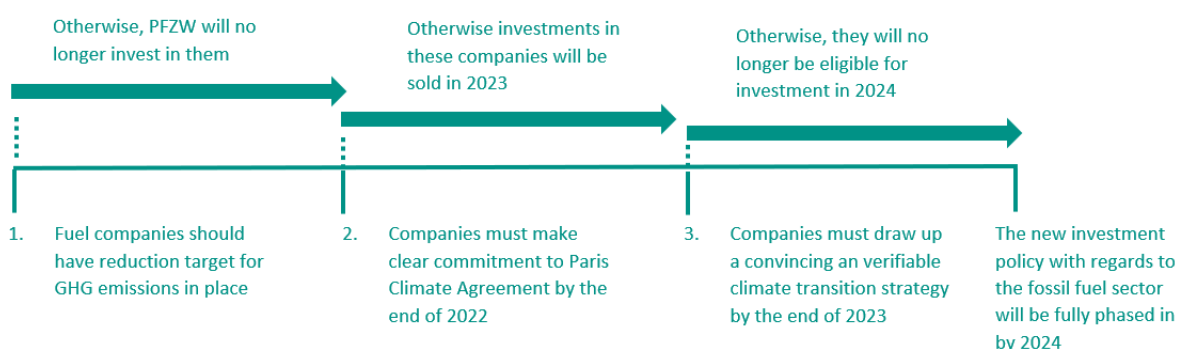 Otherwise, PFZW will no
longer invest in them
Otherwise investments in
these companies will be
sold in 2023
Otherwise, they will no
longer be eligible for
investment in 2024
1. Fuel companies should
have reduction target for
GHG emissions in place
2. Companies must make
clear commitment to Paris
Climate Agreement by the
end of 2022
3. Companies must draw up
a convincing an verifiable
climate transition strategy
by the end of 2023
The new investment
policy with regards to
the fossil fuel sector
will be fully phased in
by 2024